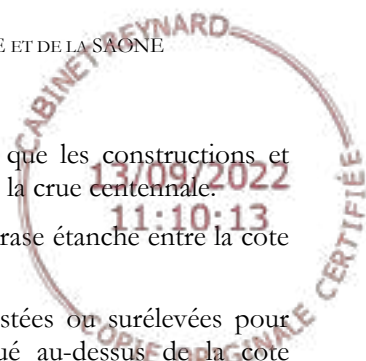 E ET DE LA SAONE
CABINET REYNARD
que les constructions et
la crue centennale.
13/09/2022
11:10:13
rase étanche entre la cote
stées ou surélevées pour
ué au-dessus de la cote
COPIE ORIGINALE CERTIFIÉE